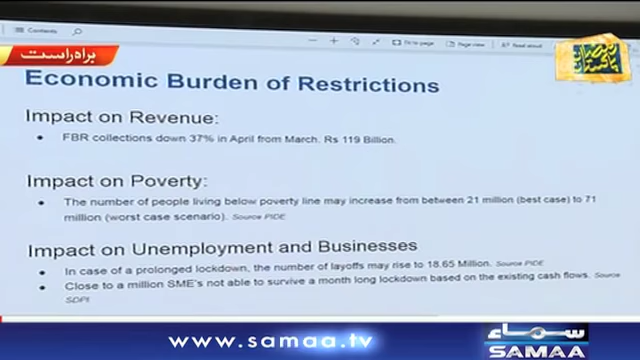 Contents
Fit to page
Page view
Read aloud
براہ راست
Economic Burden of Restrictions
Impact on Revenue:
• FBR collections down 37% in April from March. Rs 119 Billion.
Impact on Poverty:
• The number of people living below poverty line may increase from between 21 million (best case) to 71
million (worst case scenario). Source PIDE
Impact on Unemployment and Businesses
• In case of a prolonged lockdown, the number of layoffs may rise to 18.65 Million. Source PIDE
• Close to a million SME's not able to survive a month long lockdown based on the existing cash flows. Source
SDPI
www.samaa.tv
سماء
SAMAA